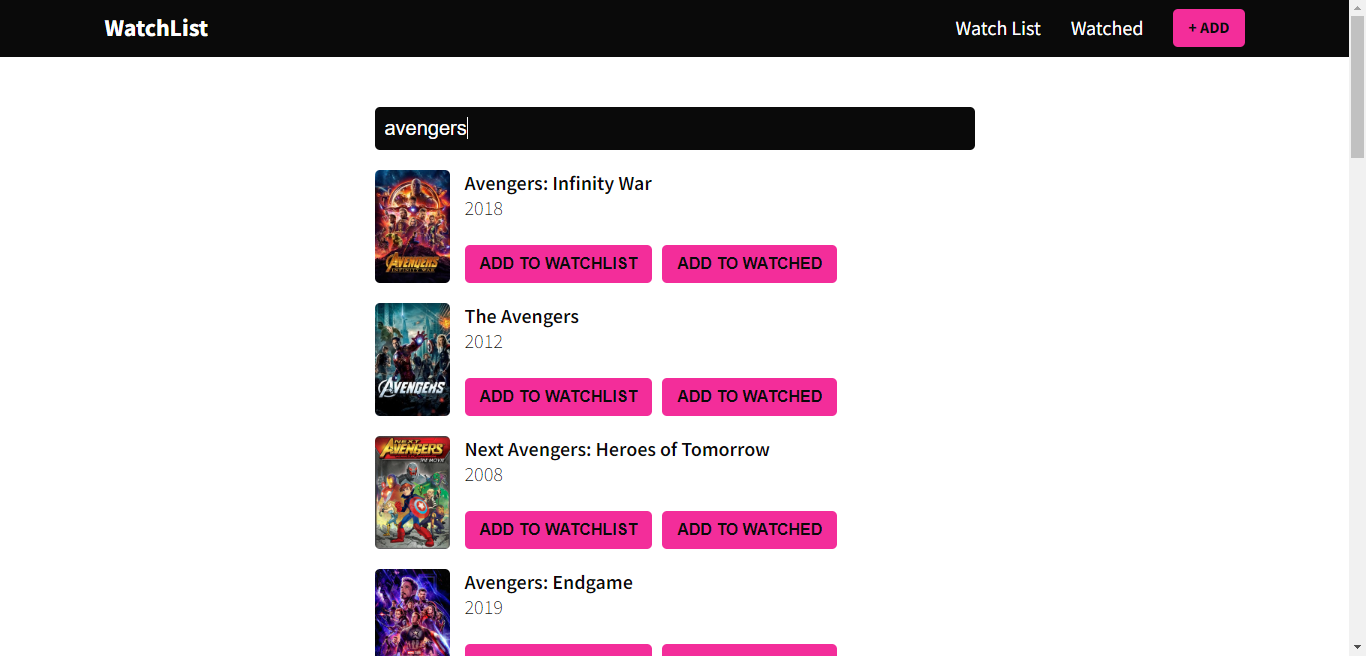 WatchList
Watch List
Watched
+ ADD
avengers
AVENGERS
INFINITY WAR
Avengers: Infinity War
2018
ADD TO WATCHLIST
ADD TO WATCHED
AVENGERS
The Avengers
2012
ADD TO WATCHLIST
ADD TO WATCHED
NEXT
AVENGERS
THE MOVIE
Next Avengers: Heroes of Tomorrow
2008
ADD TO WATCHLIST
ADD TO WATCHED
Avengers: Endgame
2019